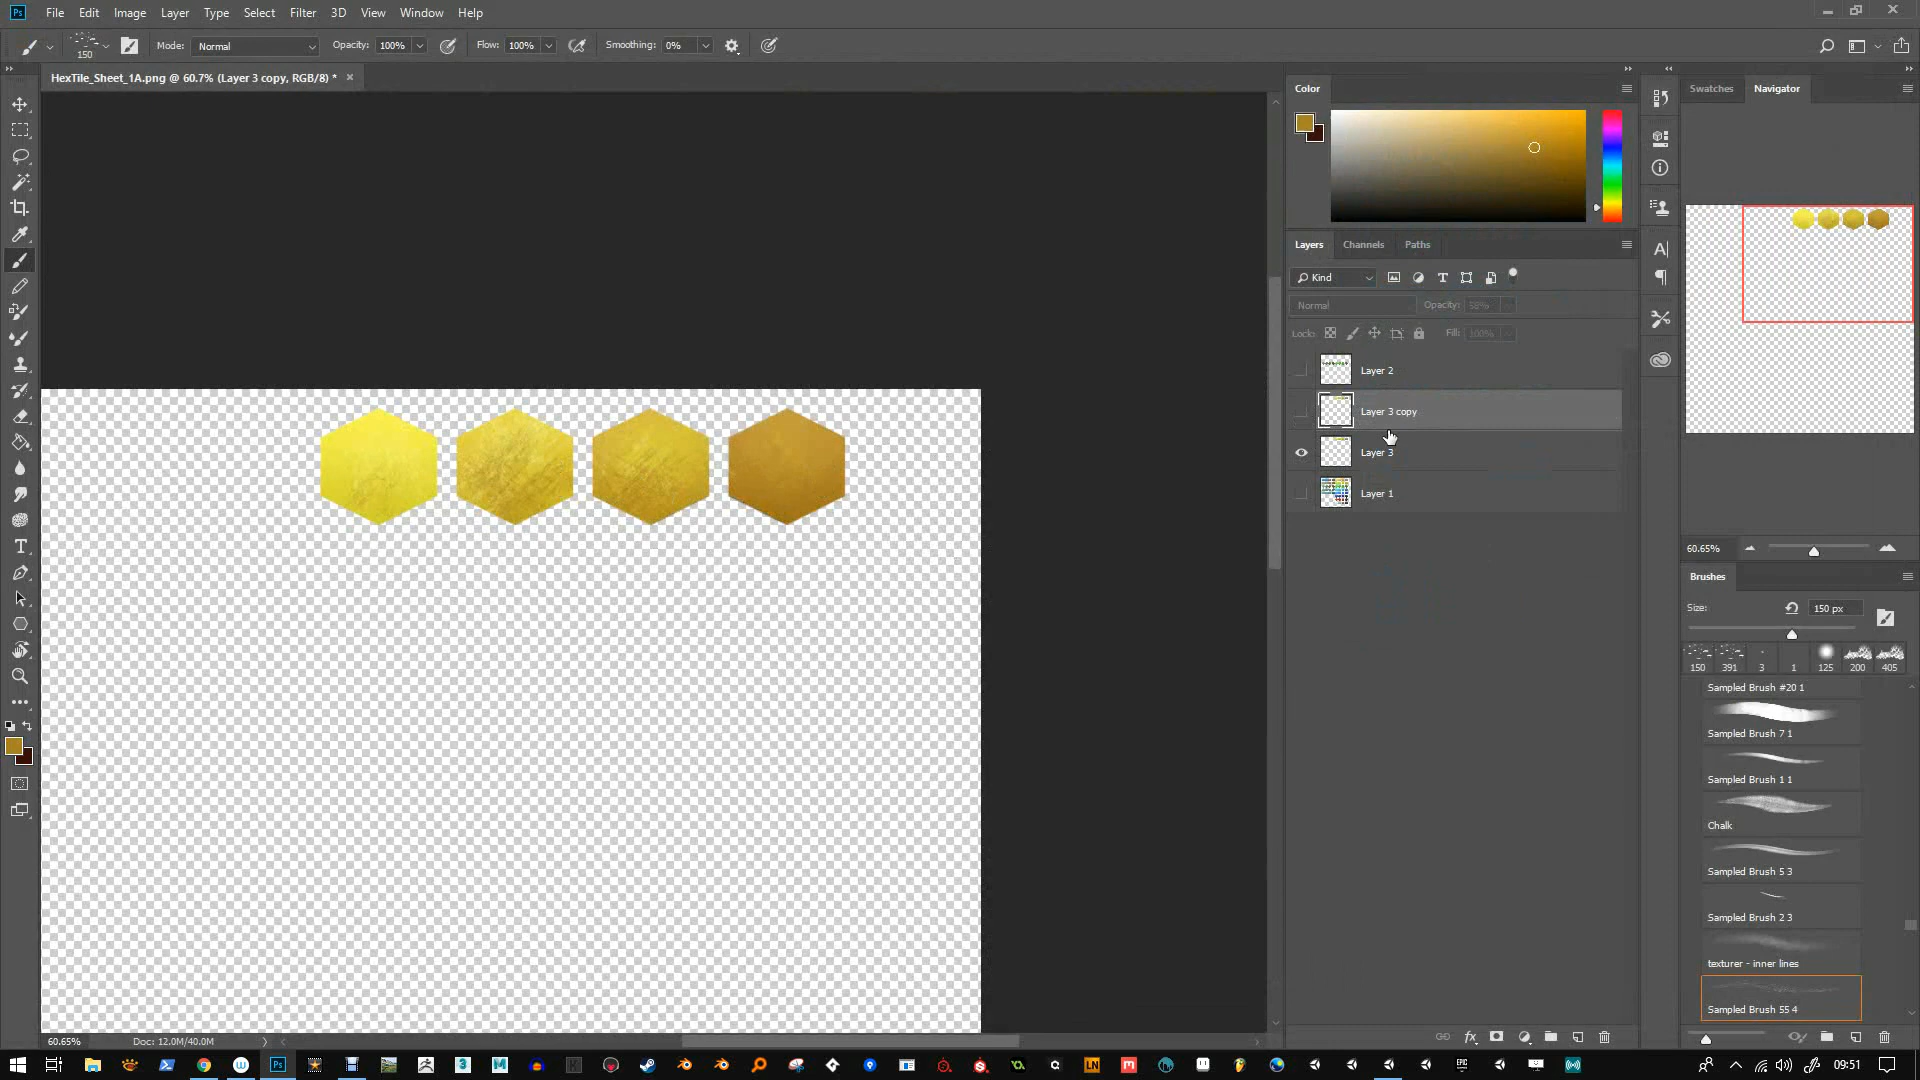 Ps File Edit Image Layer Type Select Filter 3D View Window Help
150 Mode: Normal Opacity: 100% Flow: 100% Smoothing: 0%
HexTile_Sheet_1A.png @ 60.7% (Layer 3 copy, RGB/8) * ×
Color
Swatches Navigator
Layers Channels Paths
Kind
Normal Opacity: 58%
Lock: Fill: 100%
Layer 2
Layer 3 copy
Layer 3
Layer 1
60.65%
Brushes
Size: 150 px
150 391 3 1 125 200 405
Sampled Brush #20 1
Sampled Brush 7 1
Sampled Brush 1 1
Chalk
Sampled Brush 5 3
Sampled Brush 2 3
texturer - inner lines
Sampled Brush 55 4
60.65% Doc: 12.0M/40.0M
09:51